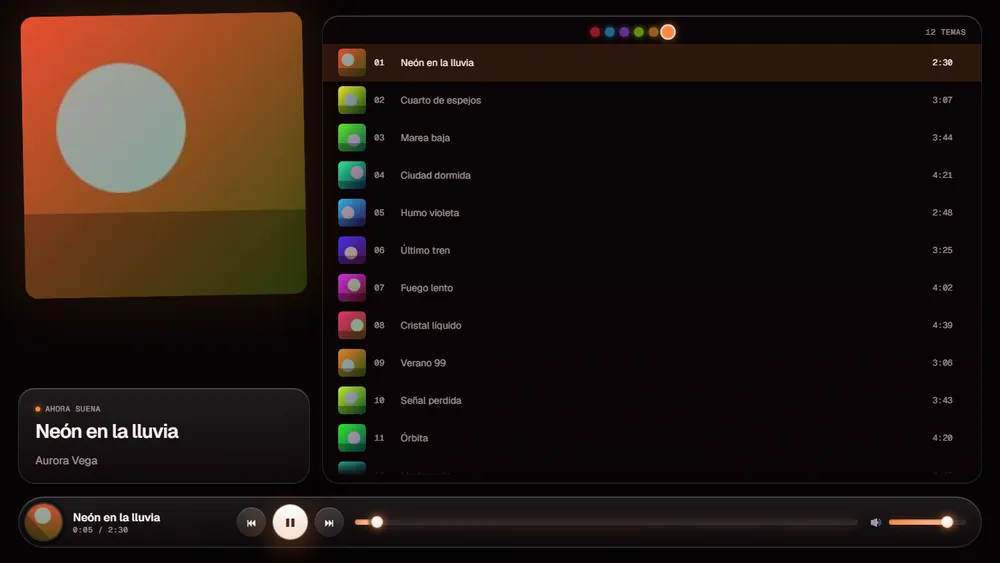 12 TEMAS
01 Neón en la lluvia 2:30
02 Cuarto de espejos 3:07
03 Marea baja 3:44
04 Ciudad dormida 4:21
05 Humo violeta 2:48
06 Último tren 3:25
07 Fuego lento 4:02
08 Cristal líquido 4:39
09 Verano 99 3:06
10 Señal perdida 3:43
11 Órbita 4:20
AHORA SUENA
Neón en la lluvia
Aurora Vega
Neón en la lluvia
0:05 / 2:30